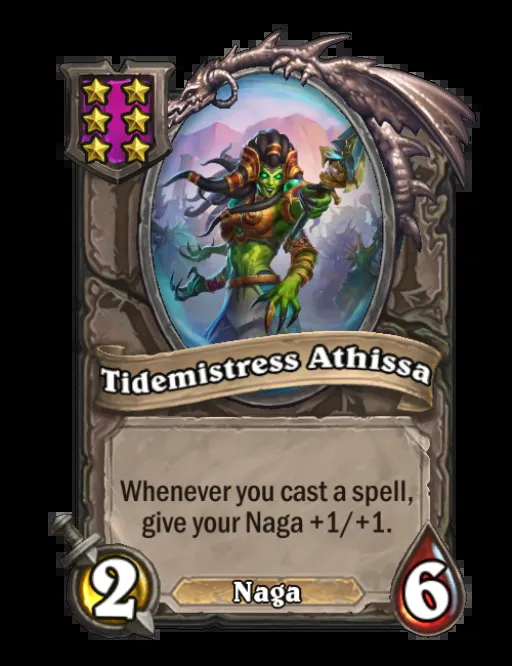 Tidemistress Athissa
Whenever you cast a spell,
give your Naga +1/+1.
2
Naga
6